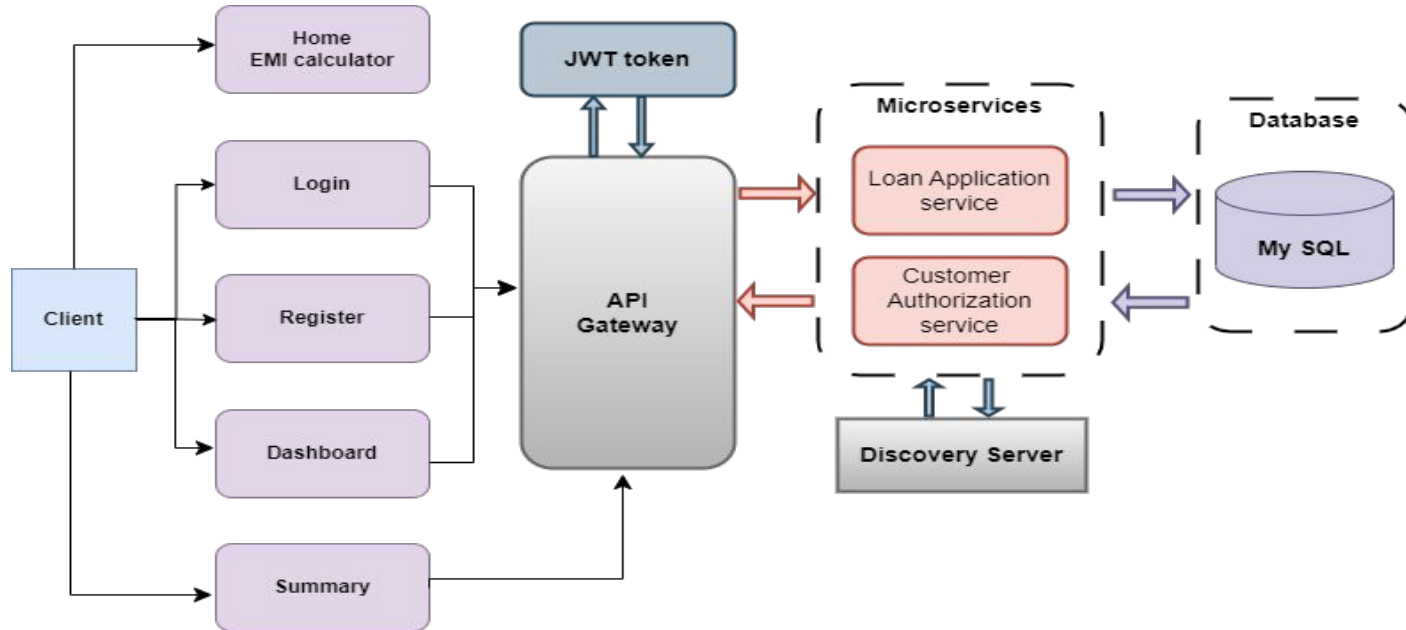 Home
EMI calculator
Login
Client
Register
Dashboard
Summary
JWT token
API
Gateway
Microservices
Loan Application
service
Customer
Authorization
service
Discovery Server
Database
My SQL